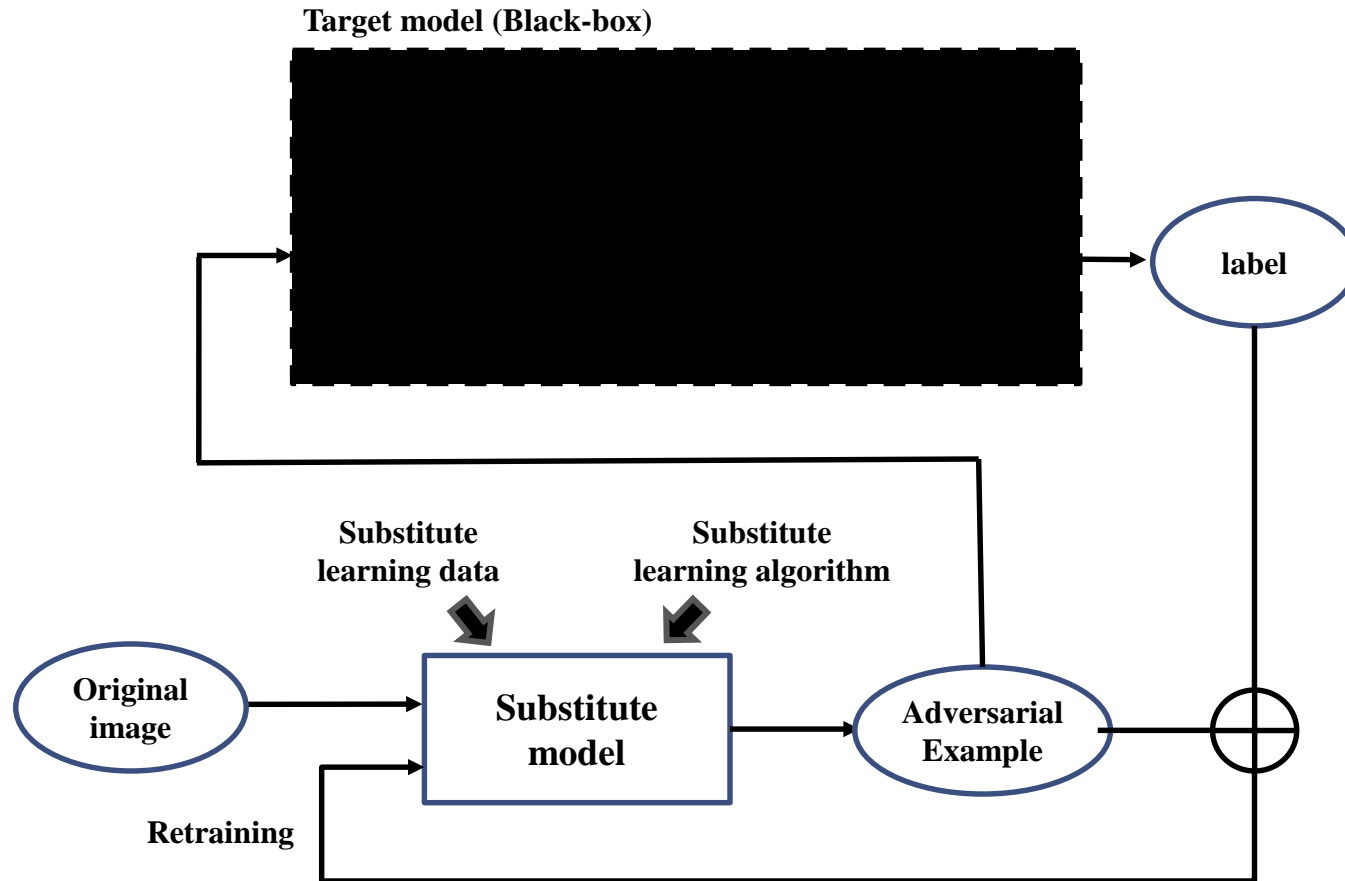 Target model (Black-box)
label
Substitute
learning data
Substitute
learning algorithm
Original
image
Substitute
model
Adversarial
Example
Retraining